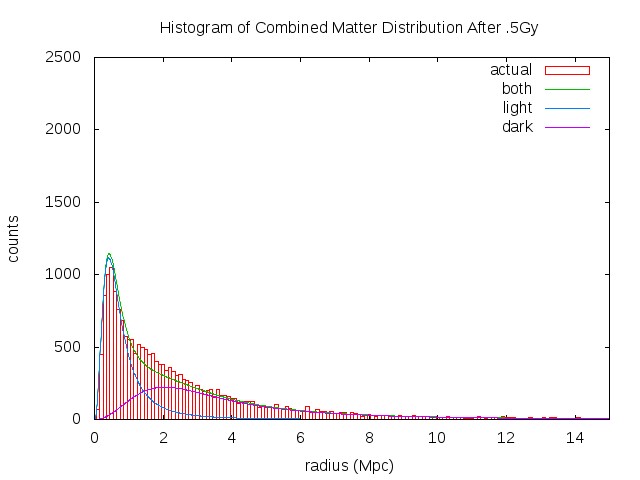 Histogram of Combined Matter Distribution After .5Gy
2500
2000
1500
1000
500
0
counts
actual
both
light
dark
0 2 4 6 8 10 12 14
radius (Mpc)